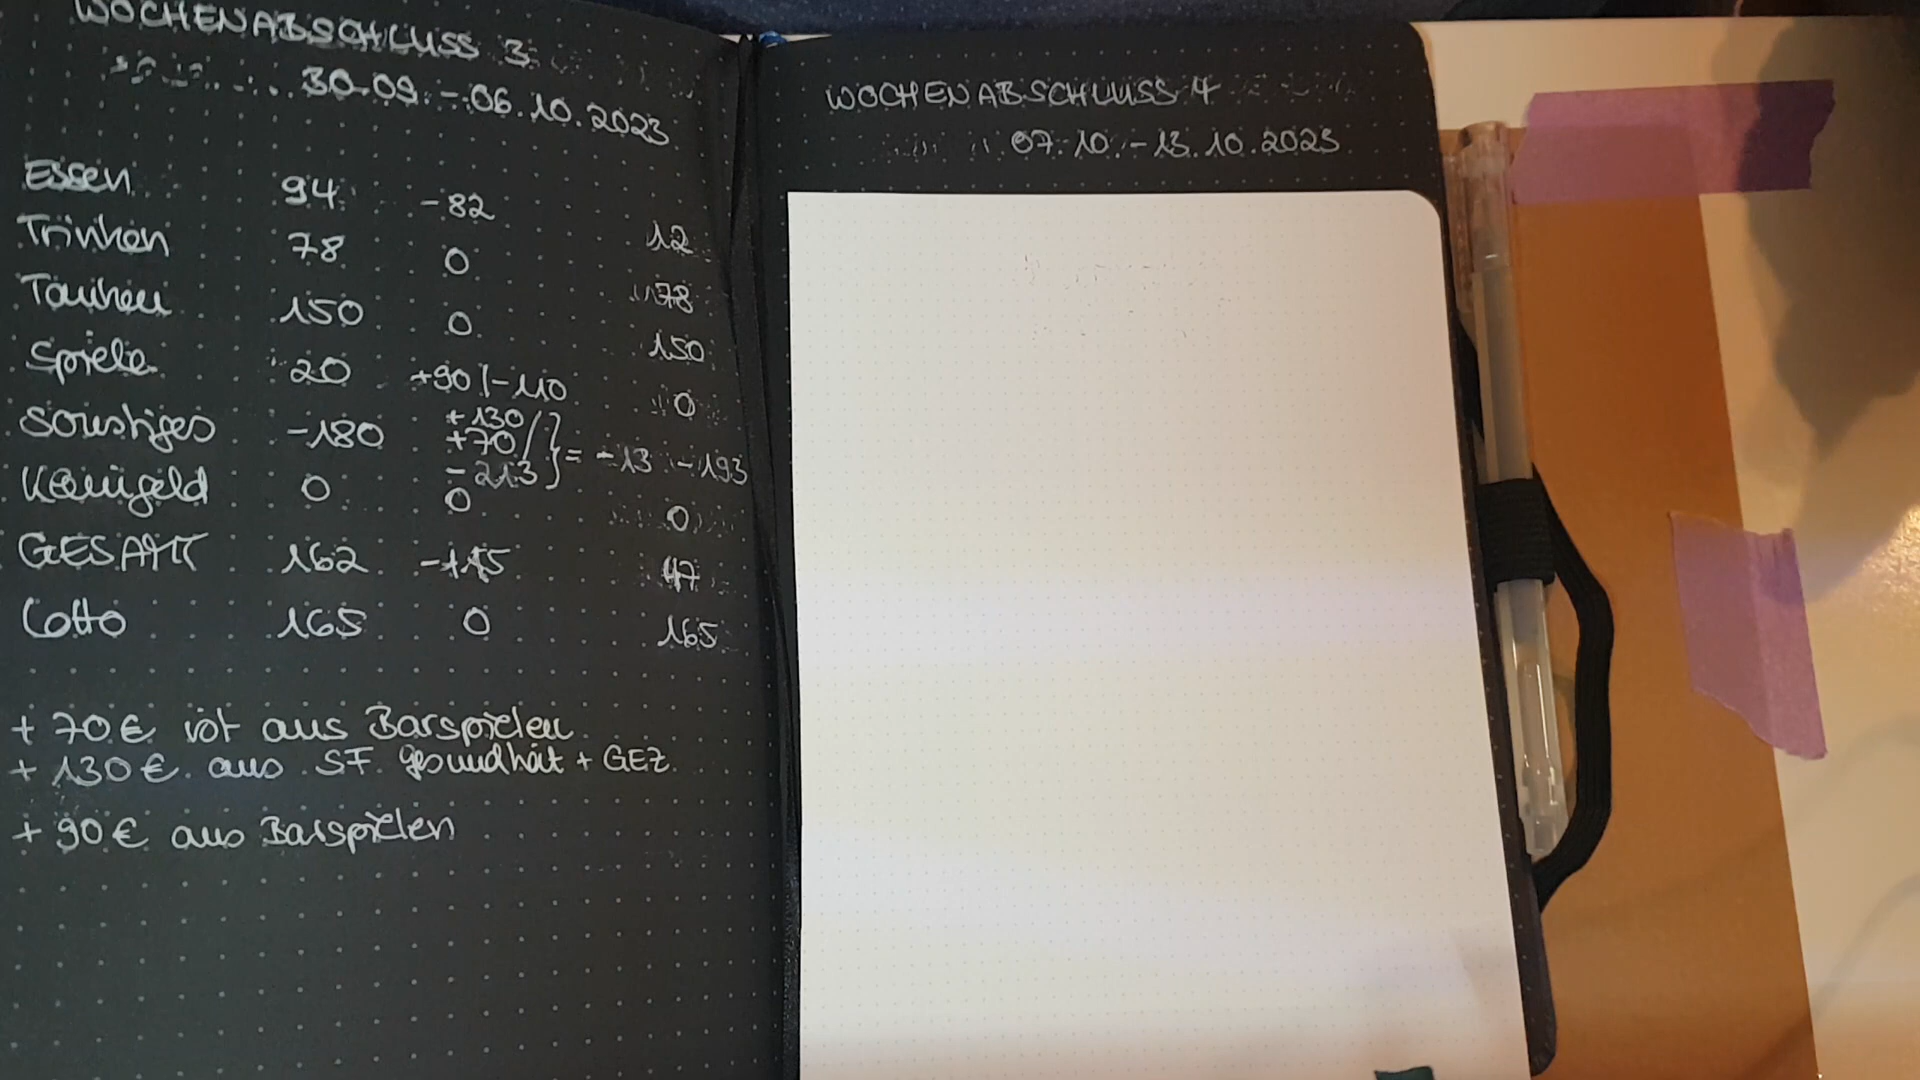 WOCHENABSCHLUSS 3
30.09. - 06.10.2023
Essen 94 -82 12
Trinken 78 0 78
Tanken 150 0 150
Spiele 20 +90/-110 0
Sonstiges -180 +130/+70/-213 } = -13 -193
Kleingeld 0 0 0
GESAMT 162 -115 47
Lotto 165 0 165
+ 70€ rot aus Barspielen
+ 130€ aus SF Gesundheit + GEZ
+ 90€ aus Barspielen
WOCHENABSCHLUSS 4
07.10. - 13.10.2023